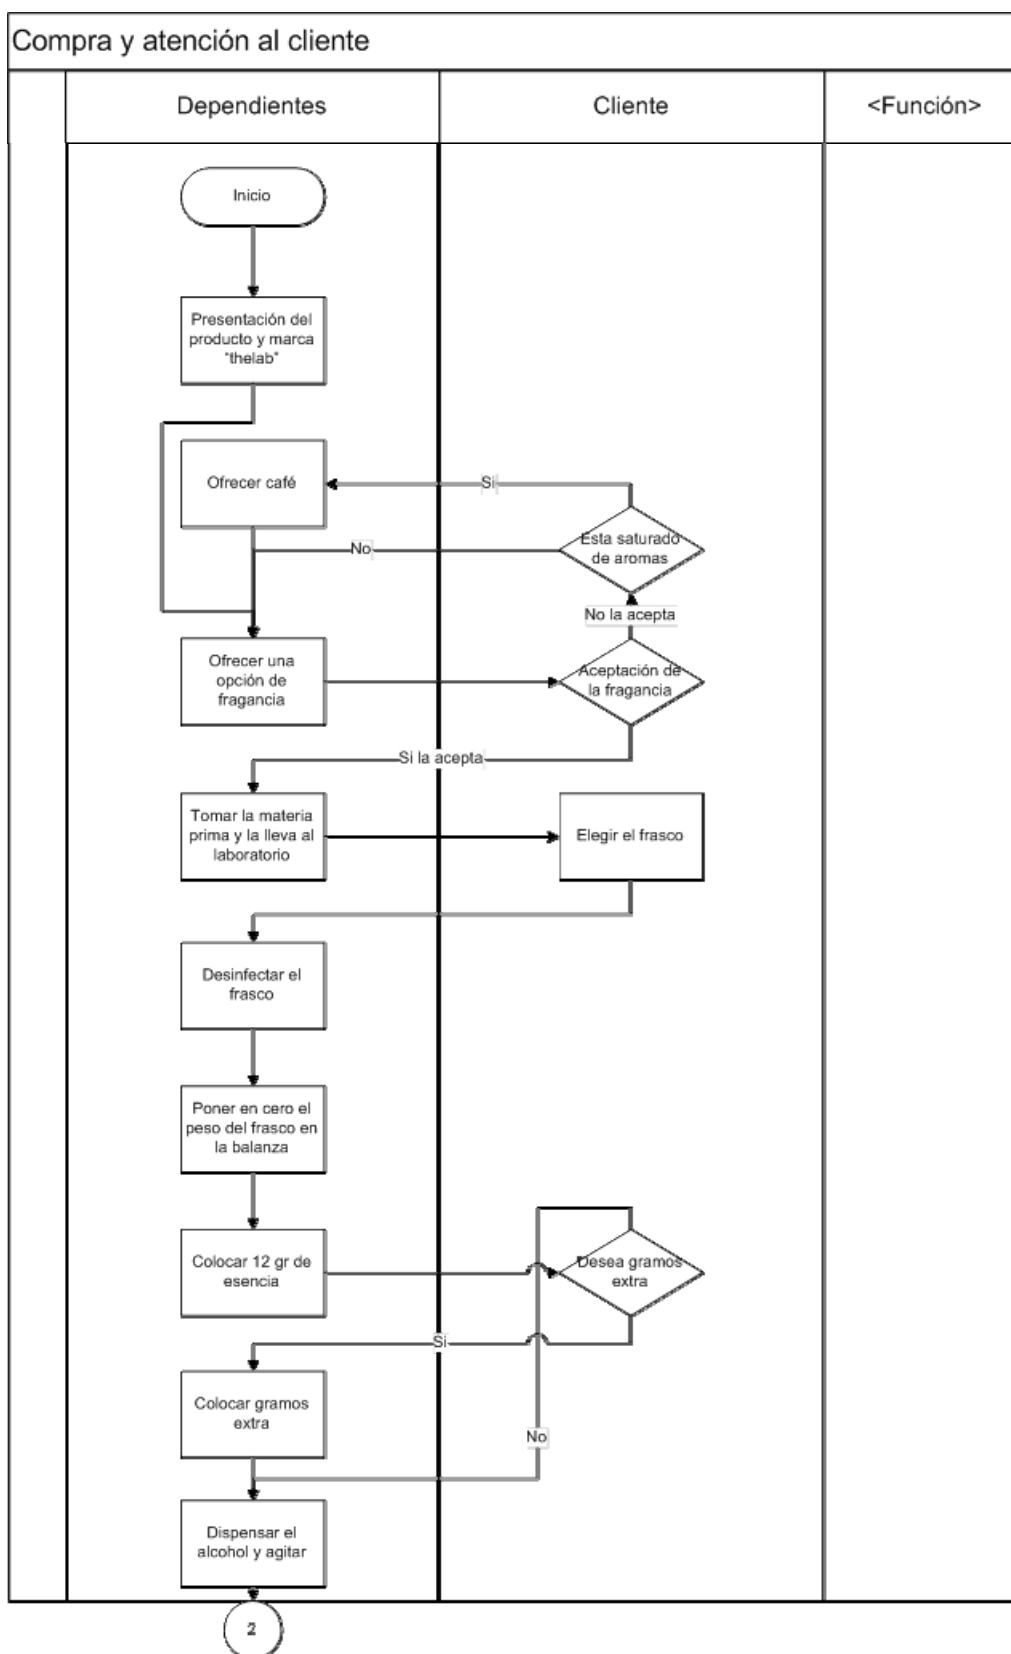 Compra y atención al cliente
Dependientes
Cliente
<Función>
Inicio
Presentación del
producto y marca
"thelab"
Ofrecer café
Si
Esta saturado
de aromas
No
No la acepta
Ofrecer una
opción de
fragancia
Aceptación de
la fragancia
Si la acepta
Tomar la materia
prima y la lleva al
laboratorio
Elegir el frasco
Desinfectar el
frasco
Poner en cero el
peso del frasco en
la balanza
Colocar 12 gr de
esencia
Desea gramos
extra
Si
Colocar gramos
extra
No
Dispensar el
alcohol y agitar
2